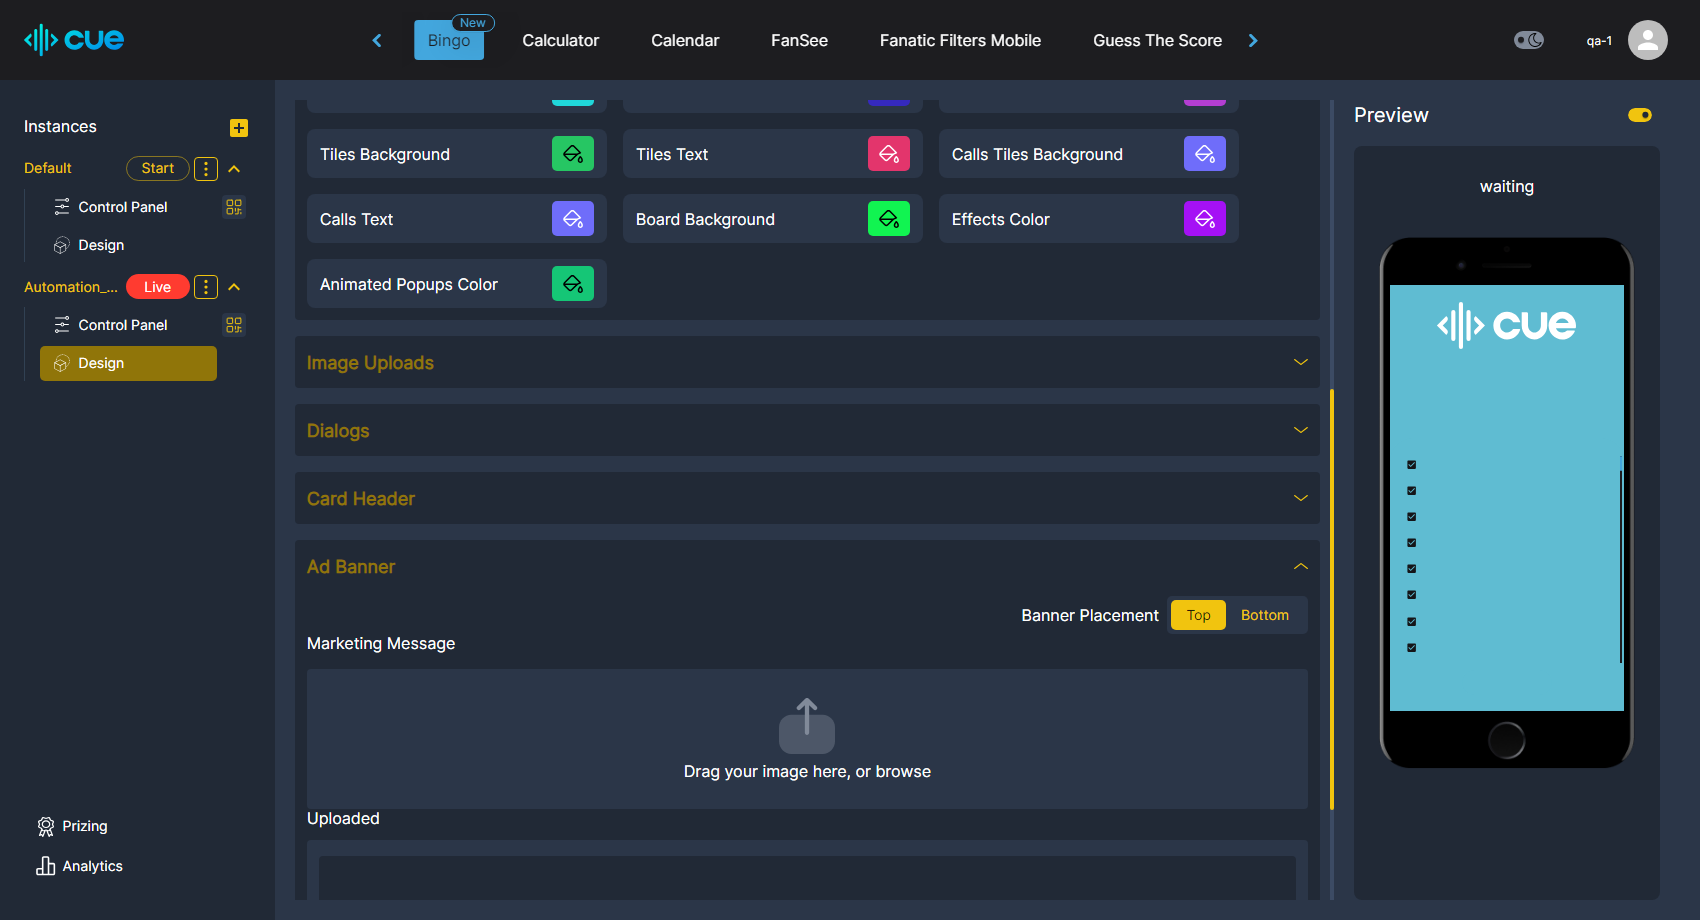 cue
New
Bingo
Calculator
Calendar
FanSee
Fanatic Filters Mobile
Guess The Score
qa-1
Instances
Default
Start
Control Panel
Design
Automation_...
Live
Control Panel
Design
Prizing
Analytics
Tiles Background
Tiles Text
Calls Tiles Background
Calls Text
Board Background
Effects Color
Animated Popups Color
Image Uploads
Dialogs
Card Header
Ad Banner
Banner Placement
Top
Bottom
Marketing Message
Drag your image here, or browse
Uploaded
Preview
waiting
cue